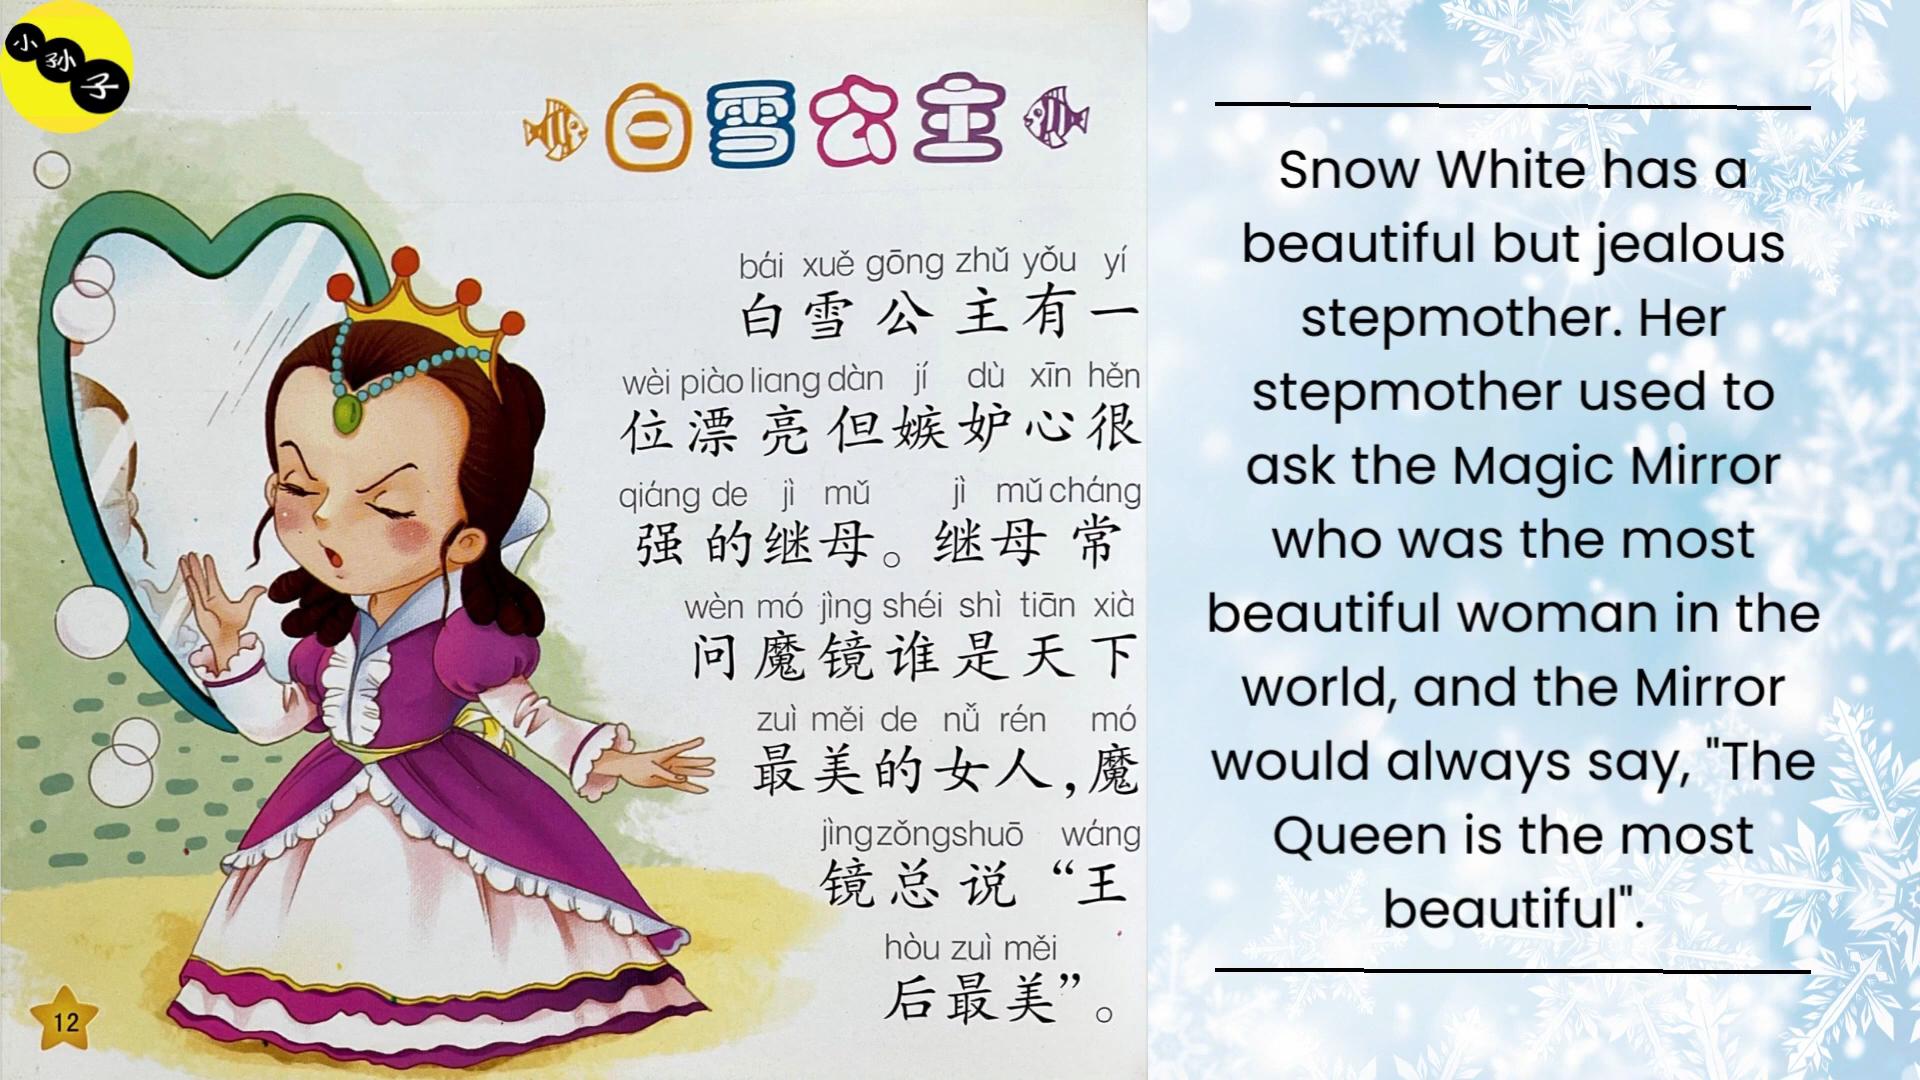 小孙子
白雪公主
bái xuě gōng zhǔ yǒu yí
白雪公主有一
wèi piào liang dàn jí dù xīn hěn
位漂亮但嫉妒心很
qiáng de jì mǔ jì mǔ cháng
强的继母。继母常
wèn mó jìng shéi shì tiān xià
问魔镜谁是天下
zuì měi de nǚ rén mó
最美的女人,魔
jìng zǒng shuō wáng
镜总说“王
hòu zuì měi
后最美”。
12
Snow White has a
beautiful but jealous
stepmother. Her
stepmother used to
ask the Magic Mirror
who was the most
beautiful woman in the
world, and the Mirror
would always say, "The
Queen is the most
beautiful".